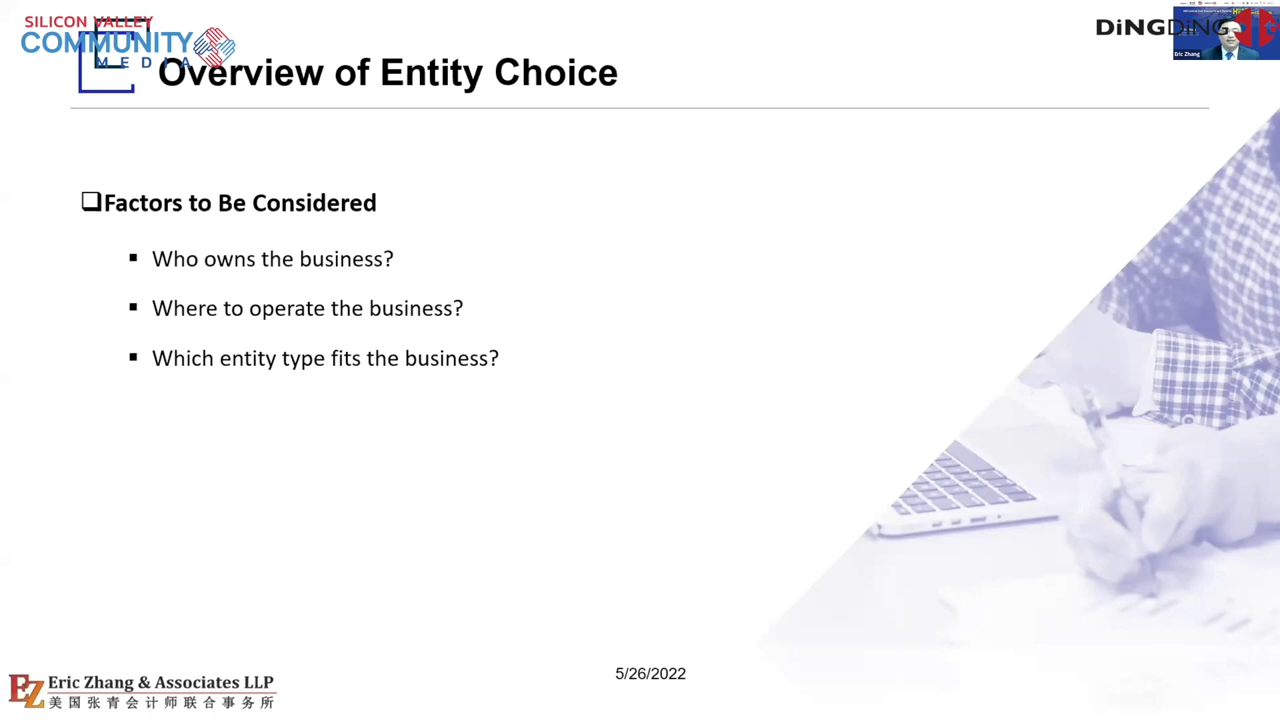 SILICON VALLEY
COMMUNITY
MEDIA
DiNGDiNG
Eric Zhang
Overview of Entity Choice
Factors to Be Considered
Who owns the business?
Where to operate the business?
Which entity type fits the business?
5/26/2022
EZ Eric Zhang & Associates LLP
美国张青会计师联合事务所